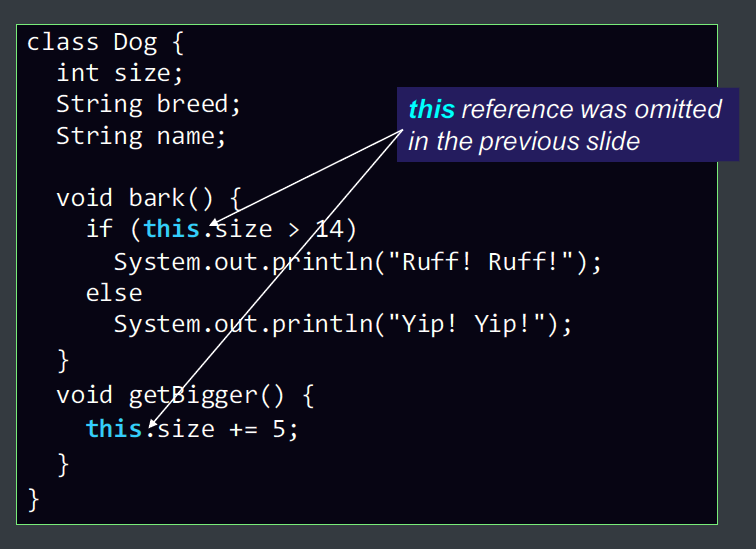 class Dog {
int size;
String breed;
String name;
this reference was omitted
in the previous slide
void bark() {
if (this.size > 14)
System.out.println("Ruff! Ruff!");
else
System.out.println("Yip! Yip!");
}
void getBigger() {
this.size += 5;
}
}